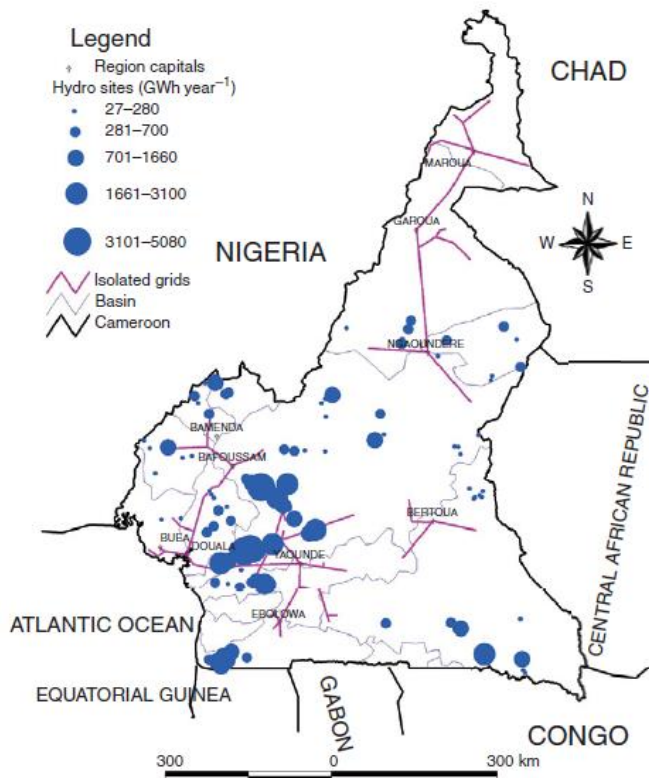 Legend
Region capitals
Hydro sites (GWh year⁻¹)
27–280
281–700
701–1660
1661–3100
3101–5080
Isolated grids
Basin
Cameroon
CHAD
MAROUA
GAROUA
NIGERIA
N
W E
S
NGAOUNDERE
BAMENDA
BAFOUSSAM
BERTOUA
BUEA
DOUALA
YAOUNDE
EBOLOWA
CENTRAL AFRICAN REPUBLIC
ATLANTIC OCEAN
EQUATORIAL GUINEA
GABON
CONGO
300 0 300 km